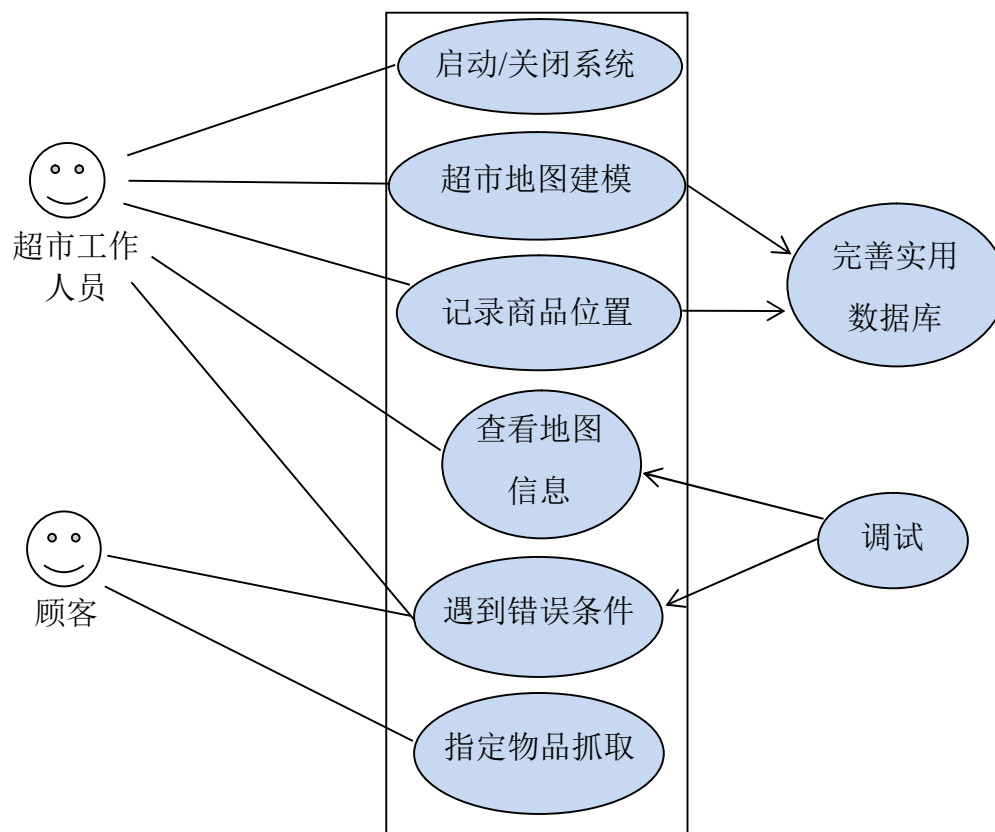 启动/关闭系统
超市地图建模
超市工作
人员
完善实用
数据库
记录商品位置
查看地图
信息
调试
顾客
遇到错误条件
指定物品抓取